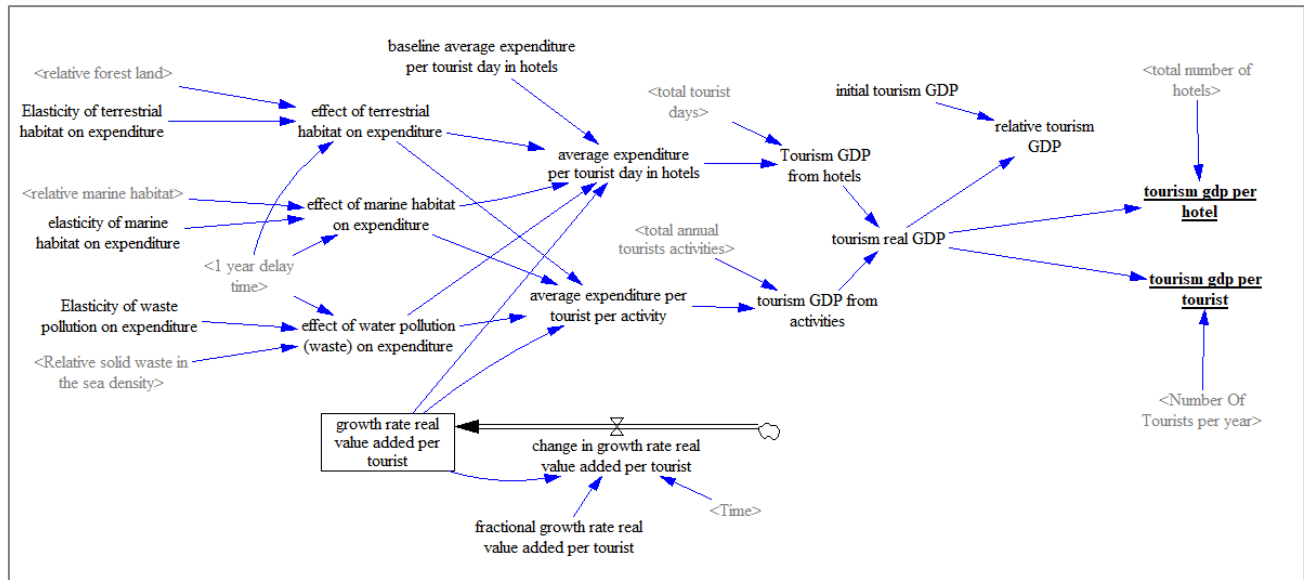 baseline average expenditure
per tourist day in hotels
<relative forest land>
Elasticity of terrestrial
habitat on expenditure
effect of terrestrial
habitat on expenditure
<total tourist
days>
initial tourism GDP
<total number of
hotels>
relative tourism
GDP
average expenditure
per tourist day in hotels
Tourism GDP
from hotels
<relative marine habitat>
elasticity of marine
habitat on expenditure
effect of marine habitat
on expenditure
tourism gdp per
hotel
<total annual
tourists activities>
tourism real GDP
<1 year delay
time>
Elasticity of waste
pollution on expenditure
effect of water pollution
(waste) on expenditure
average expenditure per
tourist per activity
tourism GDP from
activities
tourism gdp per
tourist
<Relative solid waste in
the sea density>
<Number Of
Tourists per year>
growth rate real
value added per
tourist
change in growth rate real
value added per tourist
<Time>
fractional growth rate real
value added per tourist